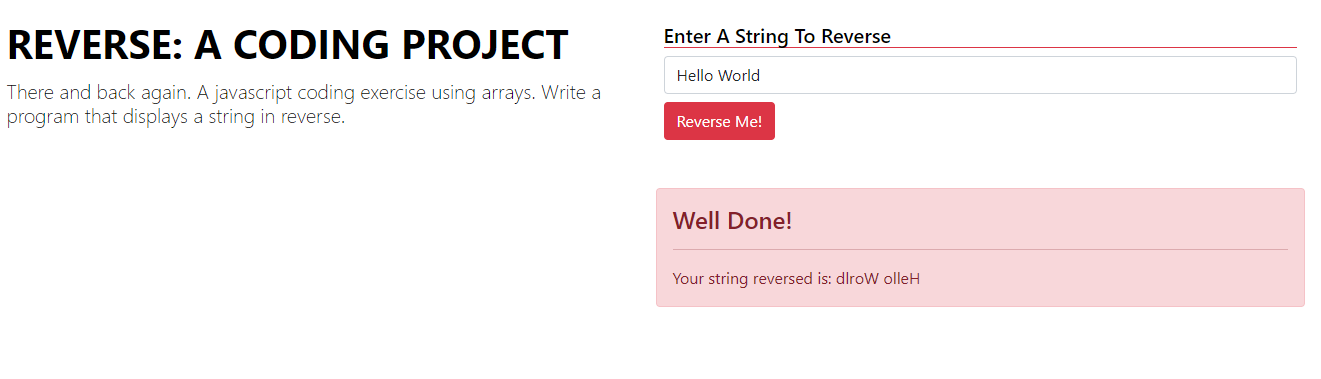 REVERSE: A CODING PROJECT
There and back again. A javascript coding exercise using arrays. Write a
program that displays a string in reverse.
Enter A String To Reverse
Hello World
Reverse Me!
Well Done!
Your string reversed is: dlroW olleH